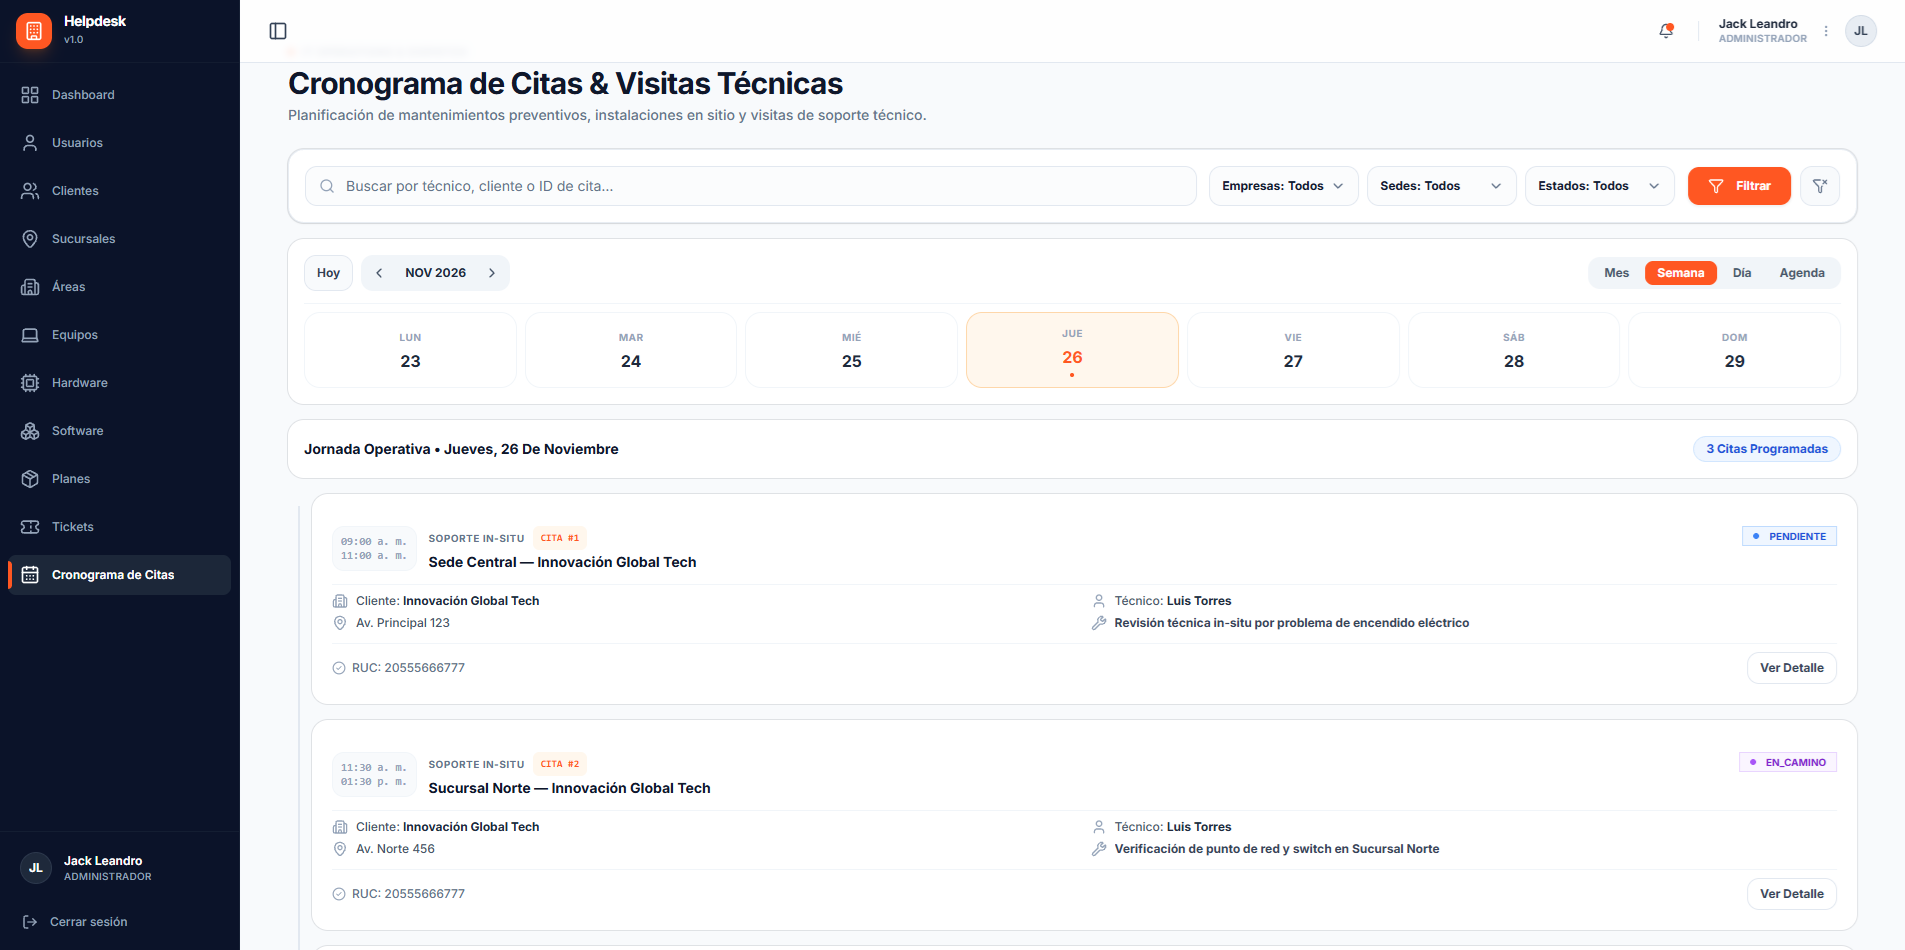 Helpdesk
v1.0
Dashboard
Usuarios
Clientes
Sucursales
Áreas
Equipos
Hardware
Software
Planes
Tickets
Cronograma de Citas
JL
Jack Leandro
ADMINISTRADOR
Cerrar sesión
Jack Leandro
ADMINISTRADOR
JL
Cronograma de Citas & Visitas Técnicas
Planificación de mantenimientos preventivos, instalaciones en sitio y visitas de soporte técnico.
Buscar por técnico, cliente o ID de cita...
Empresas: Todos
Sedes: Todos
Estados: Todos
Filtrar
Hoy
NOV 2026
Mes
Semana
Día
Agenda
LUN
23
MAR
24
MIÉ
25
JUE
26
VIE
27
SÁB
28
DOM
29
Jornada Operativa • Jueves, 26 De Noviembre
3 Citas Programadas
09:00 a. m.
11:00 a. m.
SOPORTE IN-SITU
CITA #1
Sede Central — Innovación Global Tech
PENDIENTE
Cliente: Innovación Global Tech
Av. Principal 123
Técnico: Luis Torres
Revisión técnica in-situ por problema de encendido eléctrico
RUC: 20555666777
Ver Detalle
11:30 a. m.
01:30 p. m.
SOPORTE IN-SITU
CITA #2
Sucursal Norte — Innovación Global Tech
EN_CAMINO
Cliente: Innovación Global Tech
Av. Norte 456
Técnico: Luis Torres
Verificación de punto de red y switch en Sucursal Norte
RUC: 20555666777
Ver Detalle